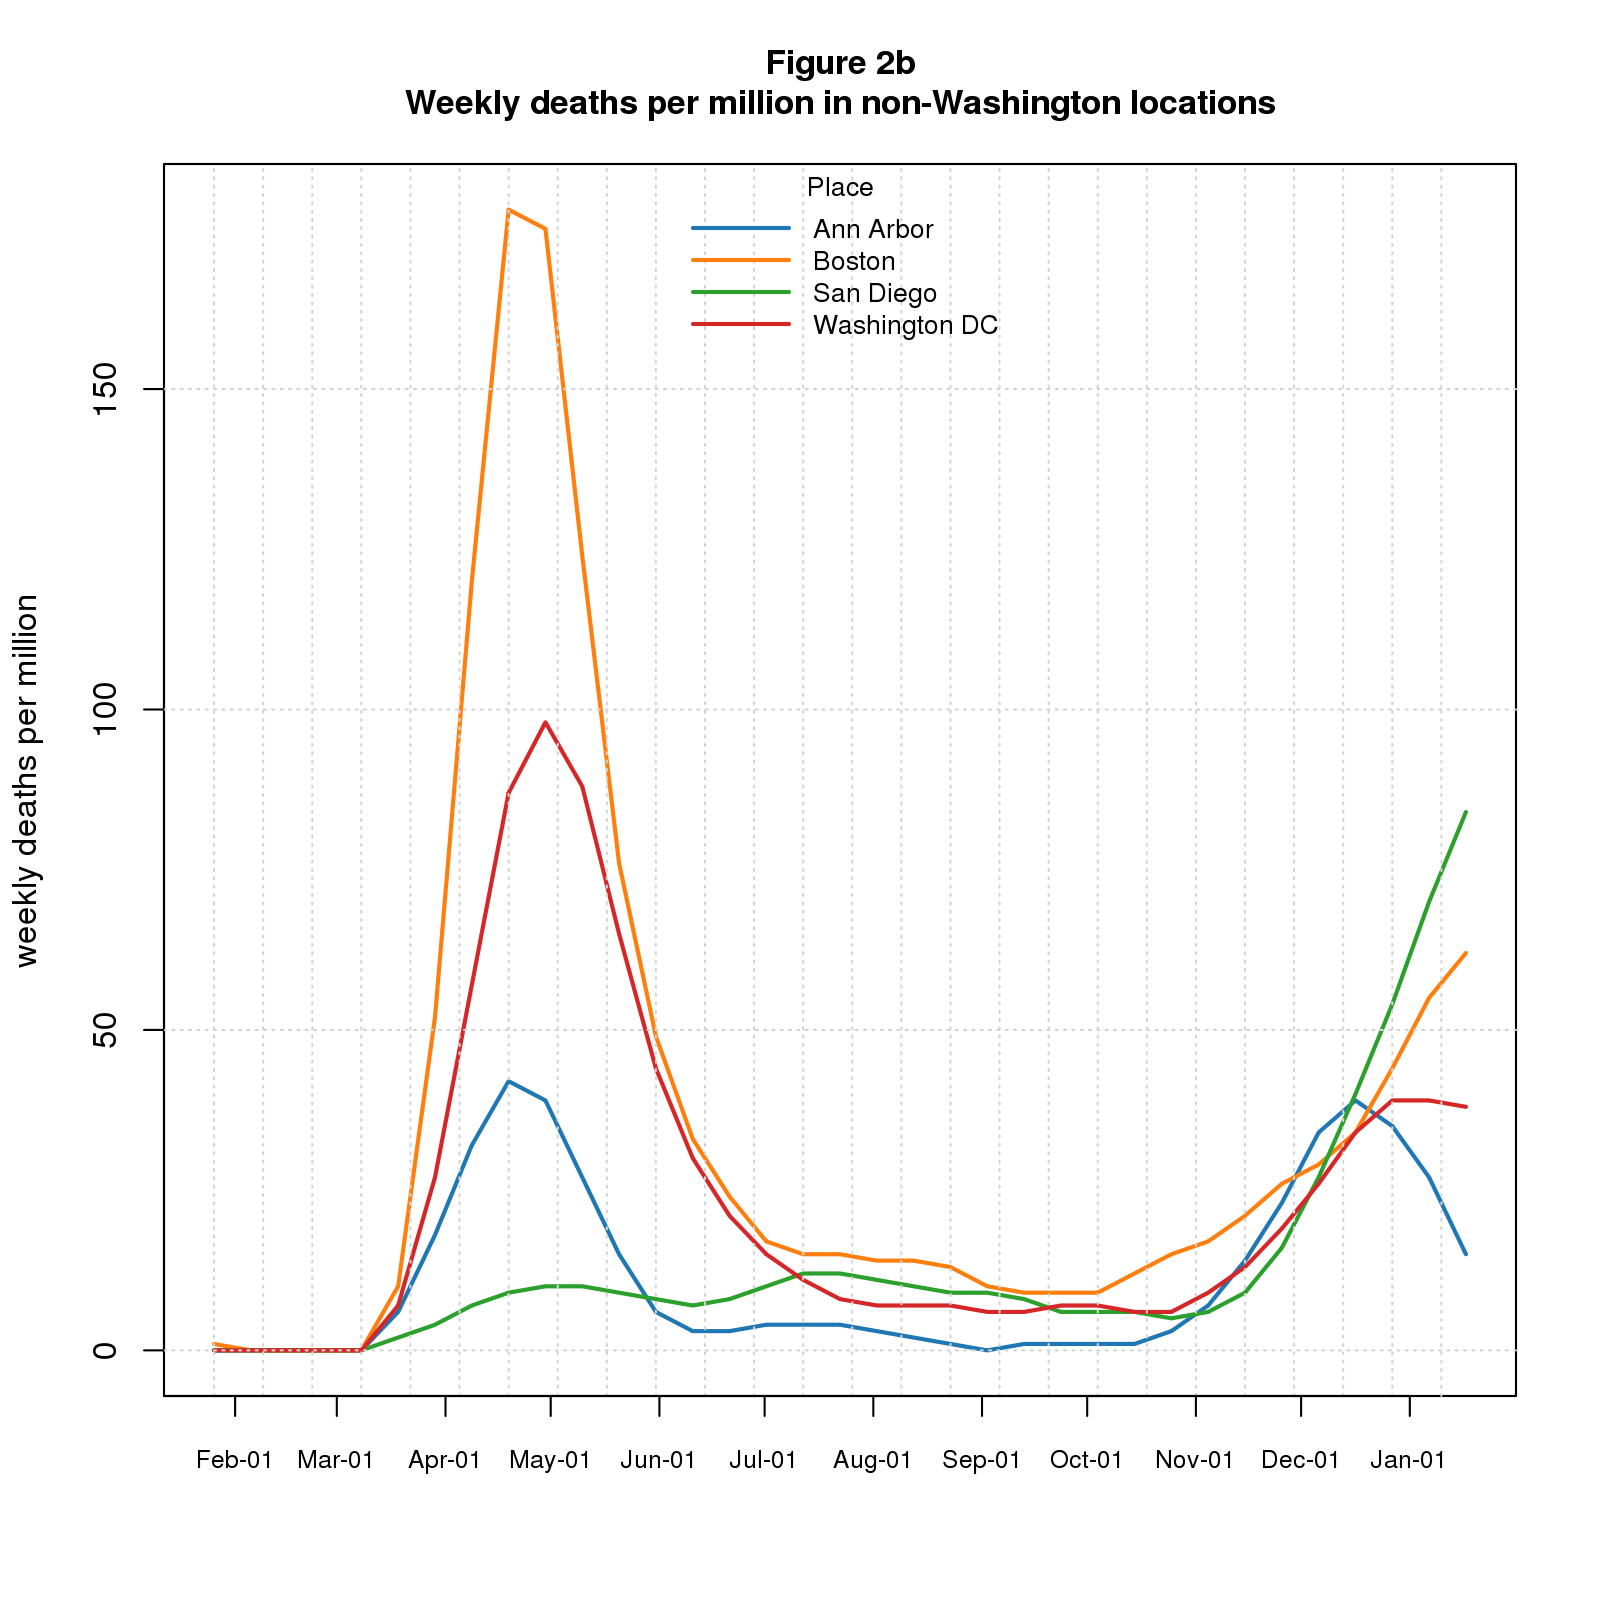 Figure 2b
Weekly deaths per million in non-Washington locations
Place
Ann Arbor
Boston
San Diego
Washington DC
weekly deaths per million
150
100
50
0
Feb-01 Mar-01 Apr-01 May-01 Jun-01 Jul-01 Aug-01 Sep-01 Oct-01 Nov-01 Dec-01 Jan-01